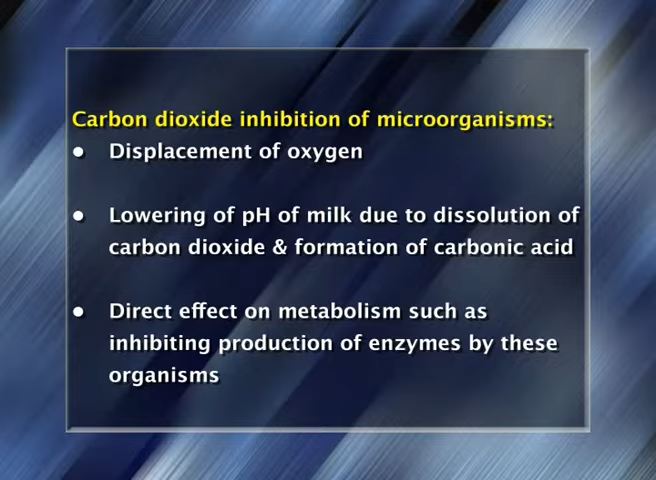 Carbon dioxide inhibition of microorganisms:
● Displacement of oxygen
● Lowering of pH of milk due to dissolution of
carbon dioxide & formation of carbonic acid
● Direct effect on metabolism such as
inhibiting production of enzymes by these
organisms